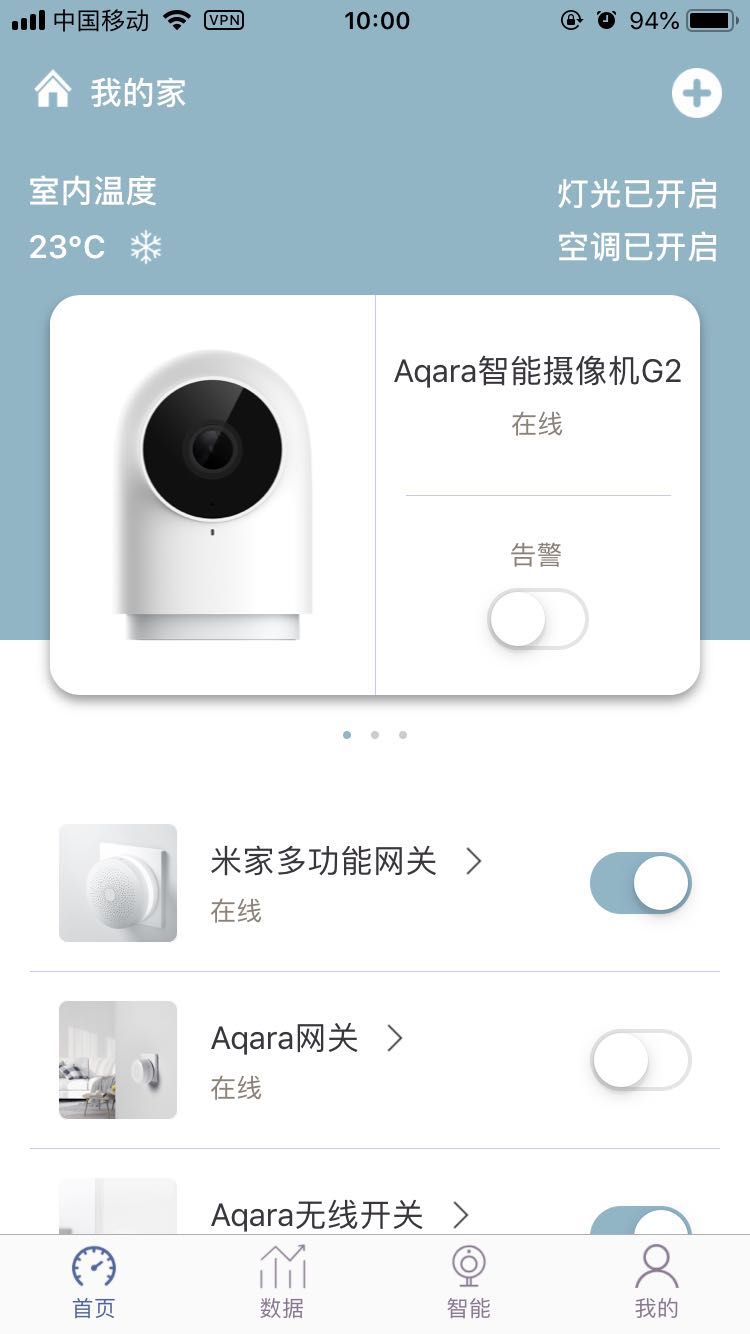 中国移动 VPN 10:00 94%
我的家
室内温度
灯光已开启
23°C
空调已开启
Aqara智能摄像机G2
在线
告警
米家多功能网关
在线
Aqara网关
在线
Aqara无线开关
首页 数据 智能 我的